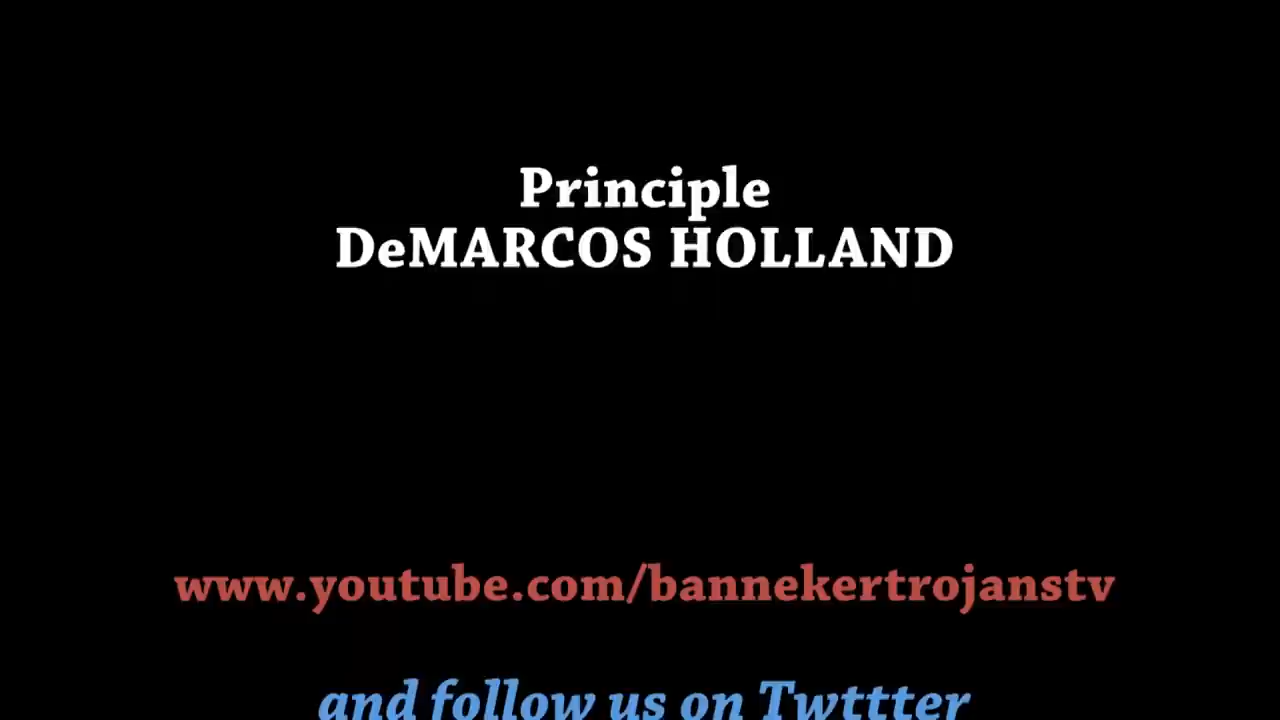 Principle
DeMARCOS HOLLAND
www.youtube.com/bannekertrojanstv
and follow us on Twttter